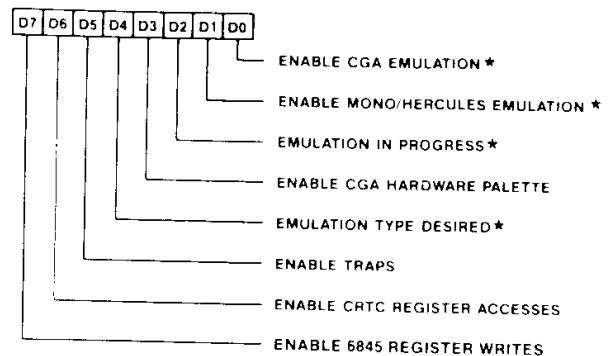 D7 D6 D5 D4 D3 D2 D1 D0
ENABLE CGA EMULATION★
ENABLE MONO/HERCULES EMULATION ★
EMULATION IN PROGRESS★
ENABLE CGA HARDWARE PALETTE
EMULATION TYPE DESIRED★
ENABLE TRAPS
ENABLE CRTC REGISTER ACCESSES
ENABLE 6845 REGISTER WRITES